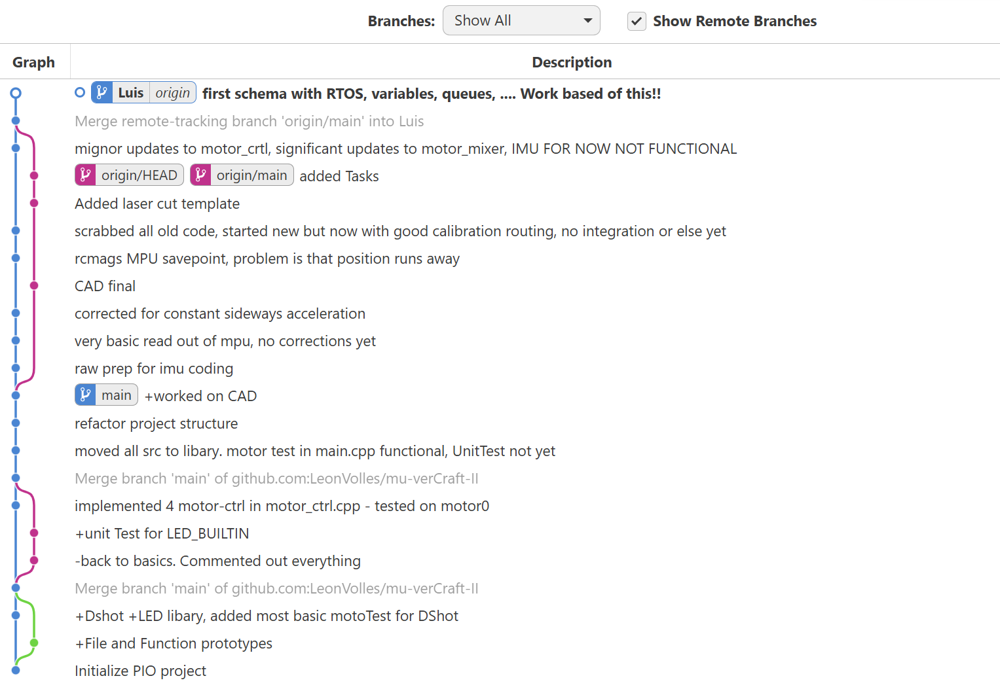 Branches: Show All Show Remote Branches
Graph Description
Luis origin first schema with RTOS, variables, queues, .... Work based of this!!
Merge remote-tracking branch 'origin/main' into Luis
mignor updates to motor_crtl, significant updates to motor_mixer, IMU FOR NOW NOT FUNCTIONAL
origin/HEAD origin/main added Tasks
Added laser cut template
scrabbed all old code, started new but now with good calibration routing, no integration or else yet
rcmags MPU savepoint, problem is that position runs away
CAD final
corrected for constant sideways acceleration
very basic read out of mpu, no corrections yet
raw prep for imu coding
main +worked on CAD
refactor project structure
moved all src to libary. motor test in main.cpp functional, UnitTest not yet
Merge branch 'main' of github.com:LeonVolles/mu-verCraft-II
implemented 4 motor-ctrl in motor_ctrl.cpp - tested on motor0
+unit Test for LED_BUILTIN
-back to basics. Commented out everything
Merge branch 'main' of github.com:LeonVolles/mu-verCraft-II
+Dshot +LED libary, added most basic motoTest for DShot
+File and Function prototypes
Initialize PIO project